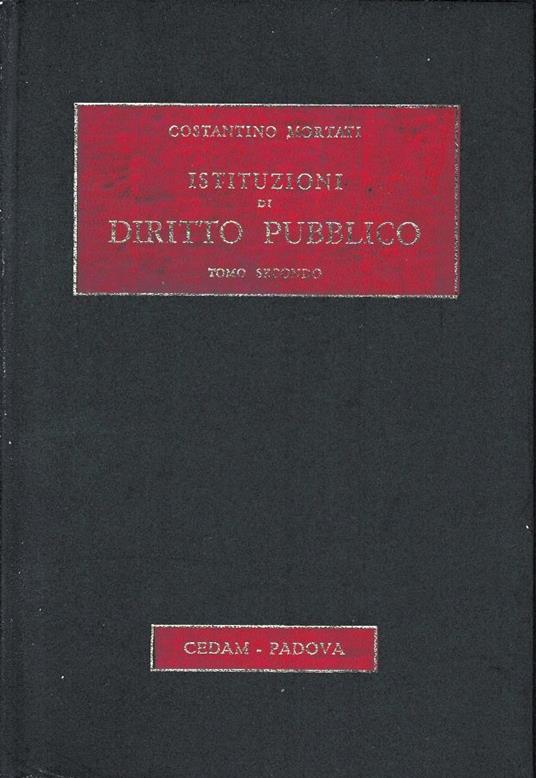 COSTANTINO MORTATI
ISTITUZIONI
DI
DIRITTO PUBBLICO
TOMO SECONDO
CEDAM - PADOVA